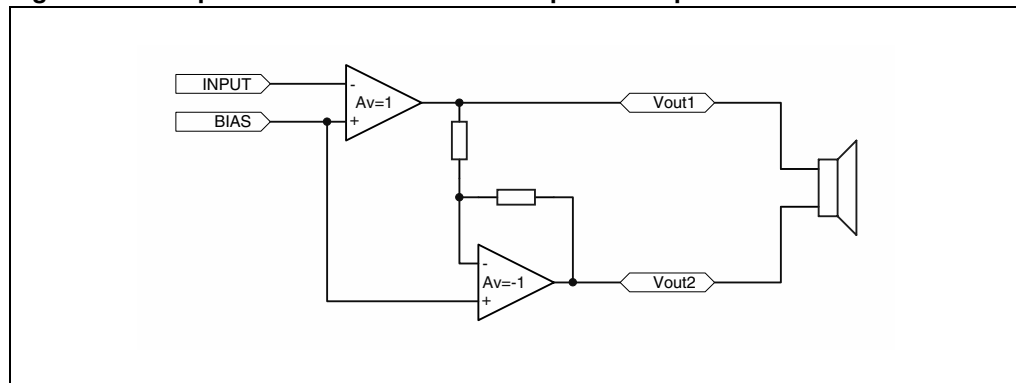 INPUT
-
Av=1
Vout1
BIAS
+
-
Av=-1
Vout2
+